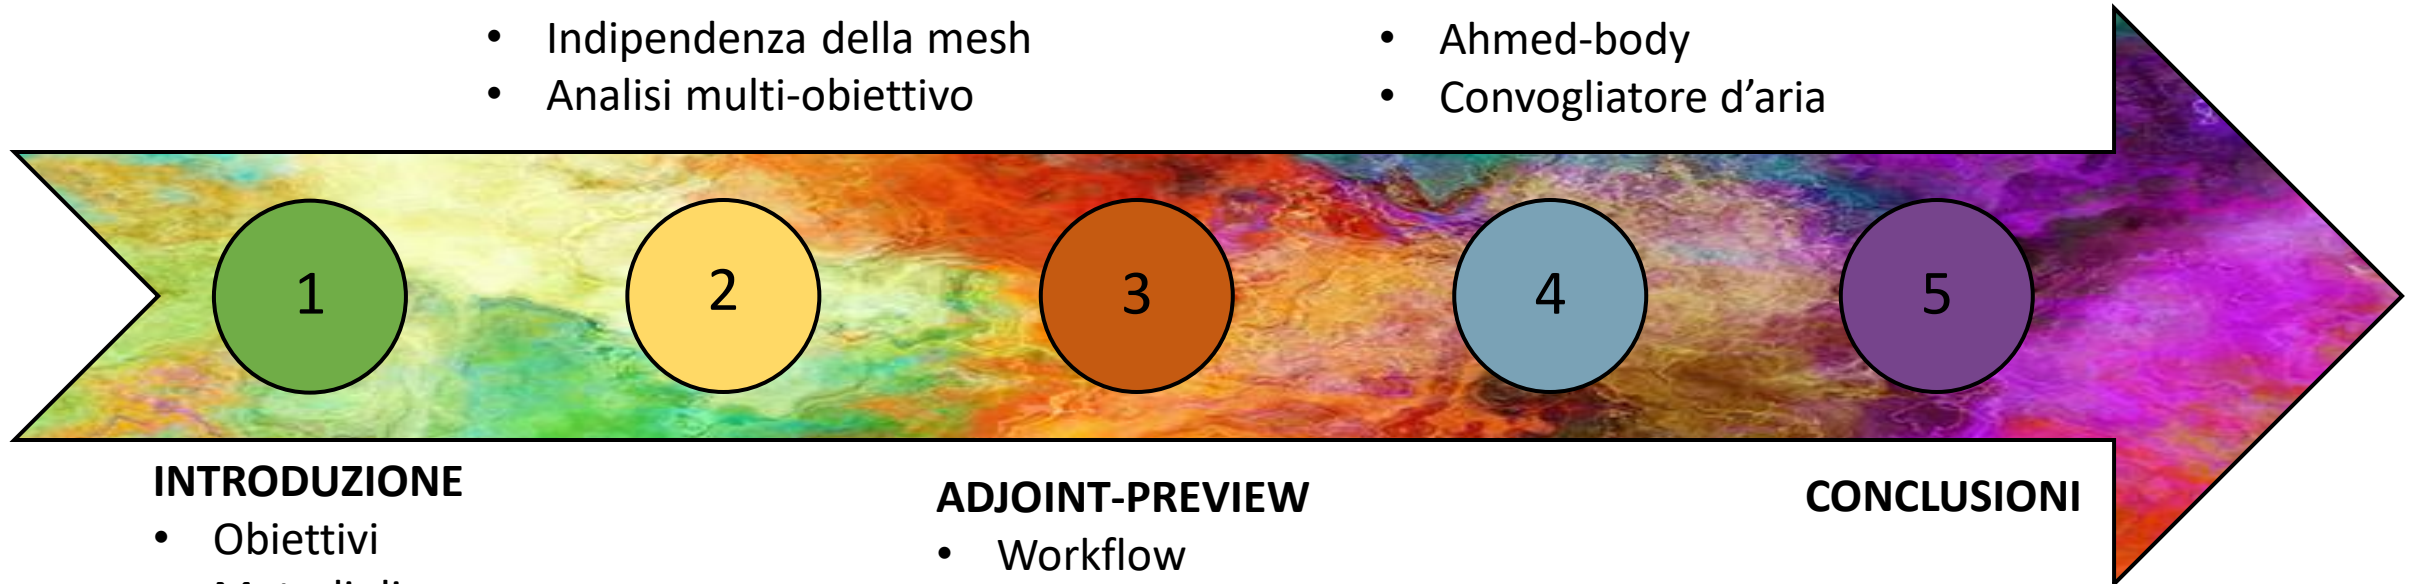 • Indipendenza della mesh
• Analisi multi-obiettivo
• Ahmed-body
• Convogliatore d’aria
1
2
3
4
5
INTRODUZIONE
• Obiettivi
ADJOINT-PREVIEW
• Workflow
CONCLUSIONI